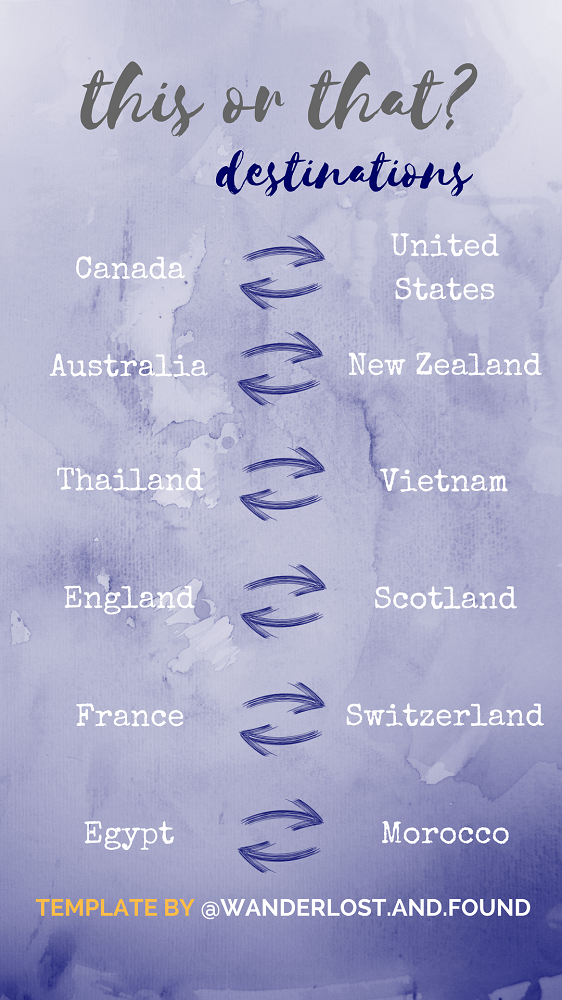 this or that?
destinations
Canada
United
States
Australia
New Zealand
Thailand
Vietnam
England
Scotland
France
Switzerland
Egypt
Morocco
TEMPLATE BY @WANDERLOST.AND.FOUND